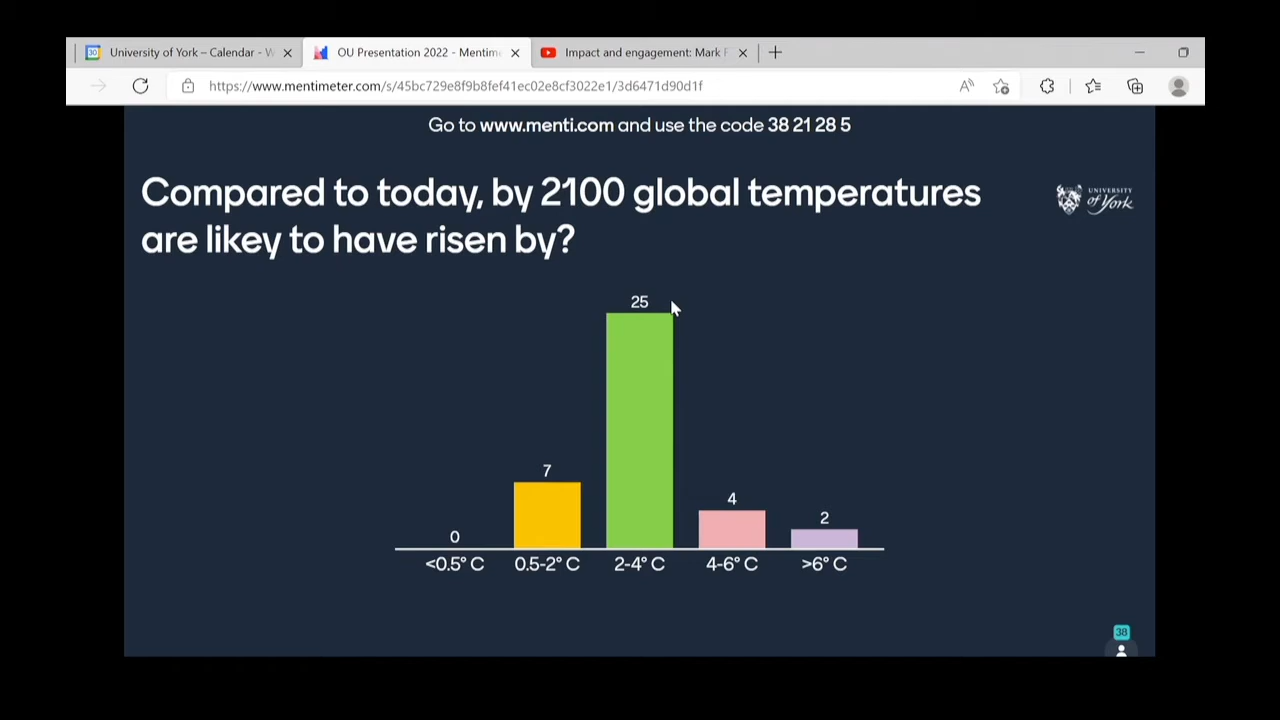 University of York – Calendar - W
OU Presentation 2022 - Mentime
Impact and engagement: Mark F
https://www.mentimeter.com/s/45bc729e8f9b8fef41ec02e8cf3022e1/3d6471d90d1f
Go to www.menti.com and use the code 38 21 28 5
Compared to today, by 2100 global temperatures
are likey to have risen by?
UNIVERSITY
of York
25
7
4
2
0
<0.5° C 0.5-2° C 2-4° C 4-6° C >6° C
38